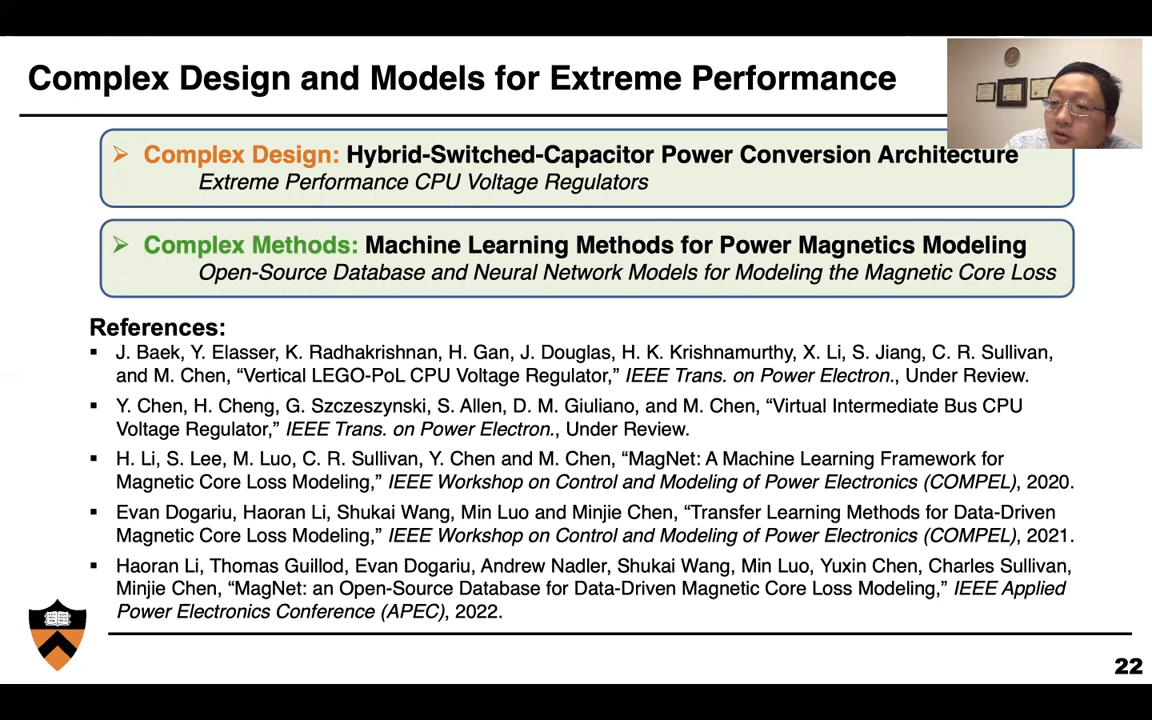 Complex Design and Models for Extreme Performance
➢ Complex Design: Hybrid-Switched-Capacitor Power Conversion Architecture
Extreme Performance CPU Voltage Regulators
➢ Complex Methods: Machine Learning Methods for Power Magnetics Modeling
Open-Source Database and Neural Network Models for Modeling the Magnetic Core Loss
References:
▪ J. Baek, Y. Elasser, K. Radhakrishnan, H. Gan, J. Douglas, H. K. Krishnamurthy, X. Li, S. Jiang, C. R. Sullivan,
and M. Chen, “Vertical LEGO-PoL CPU Voltage Regulator,” IEEE Trans. on Power Electron., Under Review.
▪ Y. Chen, H. Cheng, G. Szczeszynski, S. Allen, D. M. Giuliano, and M. Chen, “Virtual Intermediate Bus CPU
Voltage Regulator,” IEEE Trans. on Power Electron., Under Review.
▪ H. Li, S. Lee, M. Luo, C. R. Sullivan, Y. Chen and M. Chen, “MagNet: A Machine Learning Framework for
Magnetic Core Loss Modeling,” IEEE Workshop on Control and Modeling of Power Electronics (COMPEL), 2020.
▪ Evan Dogariu, Haoran Li, Shukai Wang, Min Luo and Minjie Chen, “Transfer Learning Methods for Data-Driven
Magnetic Core Loss Modeling,” IEEE Workshop on Control and Modeling of Power Electronics (COMPEL), 2021.
▪ Haoran Li, Thomas Guillod, Evan Dogariu, Andrew Nadler, Shukai Wang, Min Luo, Yuxin Chen, Charles Sullivan,
Minjie Chen, “MagNet: an Open-Source Database for Data-Driven Magnetic Core Loss Modeling,” IEEE Applied
Power Electronics Conference (APEC), 2022.
22